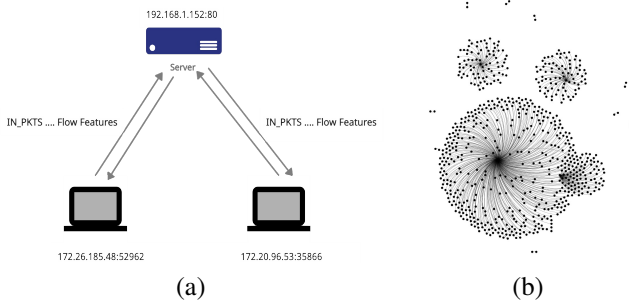 192.168.1.152:80
Server
IN_PKTS .... Flow Features
IN_PKTS .... Flow Features
172.26.185.48:52962
172.20.96.53:35866
(a)
(b)